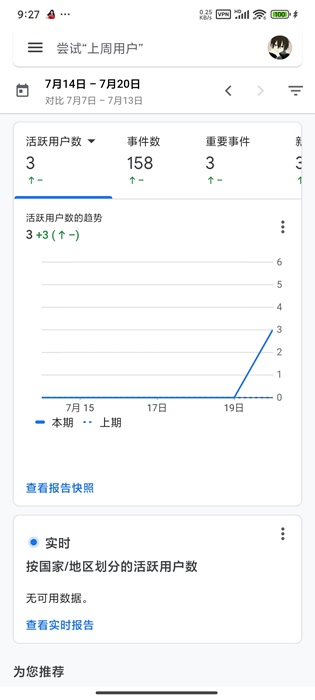 9:27
0.25 KB/s VPN HD 100
尝试“上周用户”
7月14日 – 7月20日
对比 7月7日 – 7月13日
活跃用户数 事件数 重要事件
3 158 3 3
↑ – ↑ – ↑ –
活跃用户数的趋势
3 +3 (↑ –)
6
5
4
3
2
1
0
7月 15 17日 19日
本期 上期
查看报告快照
实时
按国家/地区划分的活跃用户数
无可用数据。
查看实时报告
为您推荐